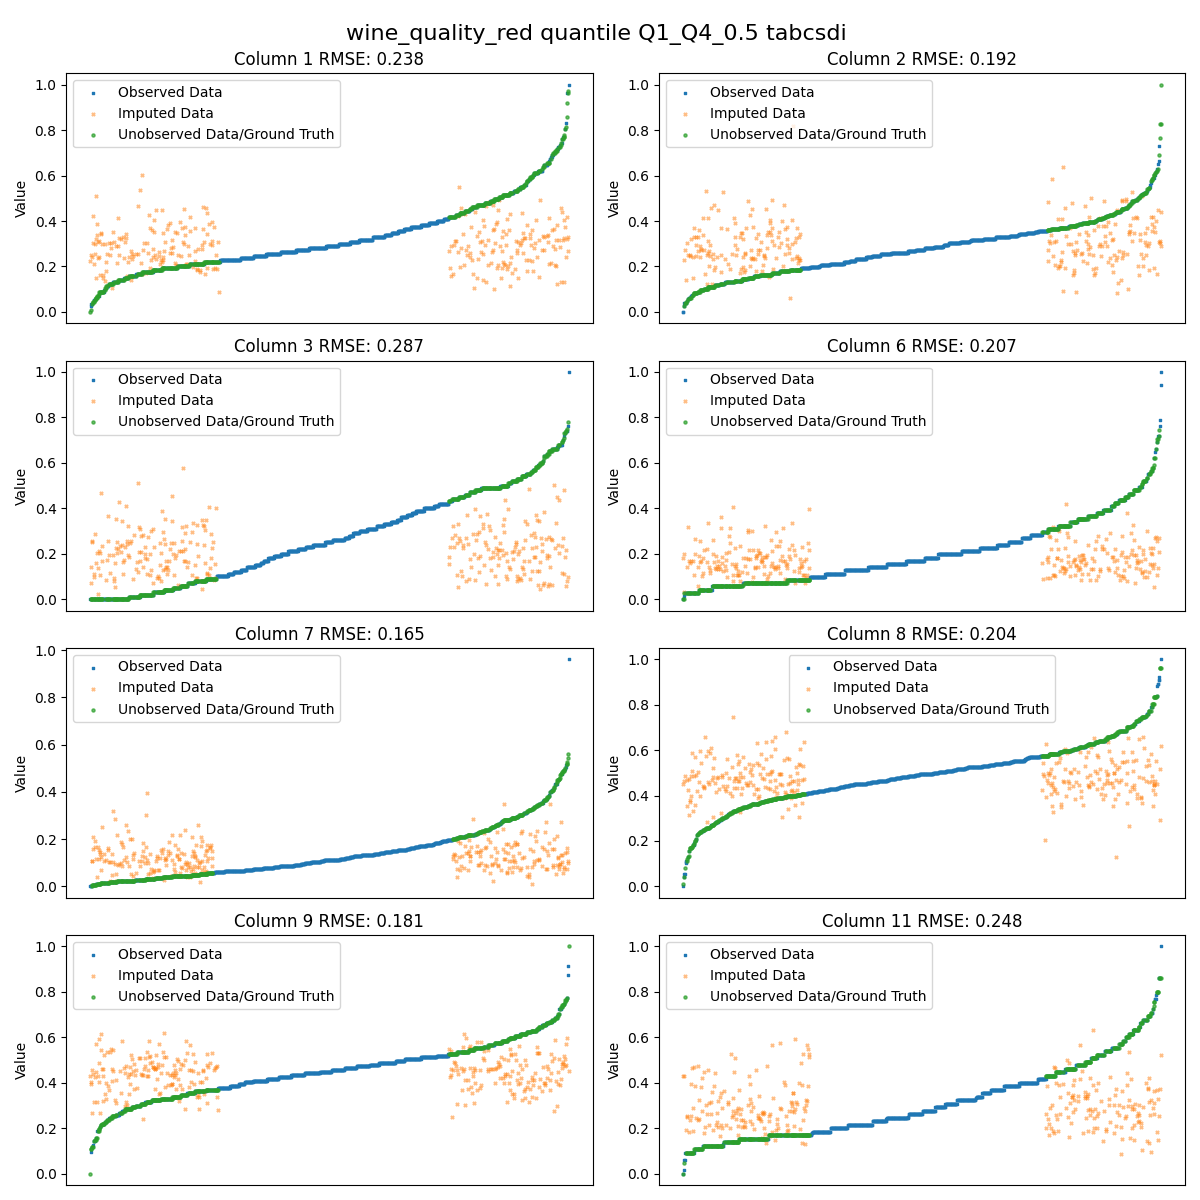 wine_quality_red quantile Q1_Q4_0.5 tabcsdi
Column 1 RMSE: 0.238
Value
1.0
0.8
0.6
0.4
0.2
0.0
Observed Data
Imputed Data
Unobserved Data/Ground Truth
Column 2 RMSE: 0.192
Value
1.0
0.8
0.6
0.4
0.2
0.0
Observed Data
Imputed Data
Unobserved Data/Ground Truth
Column 3 RMSE: 0.287
Value
1.0
0.8
0.6
0.4
0.2
0.0
Observed Data
Imputed Data
Unobserved Data/Ground Truth
Column 6 RMSE: 0.207
Value
1.0
0.8
0.6
0.4
0.2
0.0
Observed Data
Imputed Data
Unobserved Data/Ground Truth
Column 7 RMSE: 0.165
Value
1.0
0.8
0.6
0.4
0.2
0.0
Observed Data
Imputed Data
Unobserved Data/Ground Truth
Column 8 RMSE: 0.204
Value
1.0
0.8
0.6
0.4
0.2
0.0
Observed Data
Imputed Data
Unobserved Data/Ground Truth
Column 9 RMSE: 0.181
Value
1.0
0.8
0.6
0.4
0.2
0.0
Observed Data
Imputed Data
Unobserved Data/Ground Truth
Column 11 RMSE: 0.248
Value
1.0
0.8
0.6
0.4
0.2
0.0
Observed Data
Imputed Data
Unobserved Data/Ground Truth